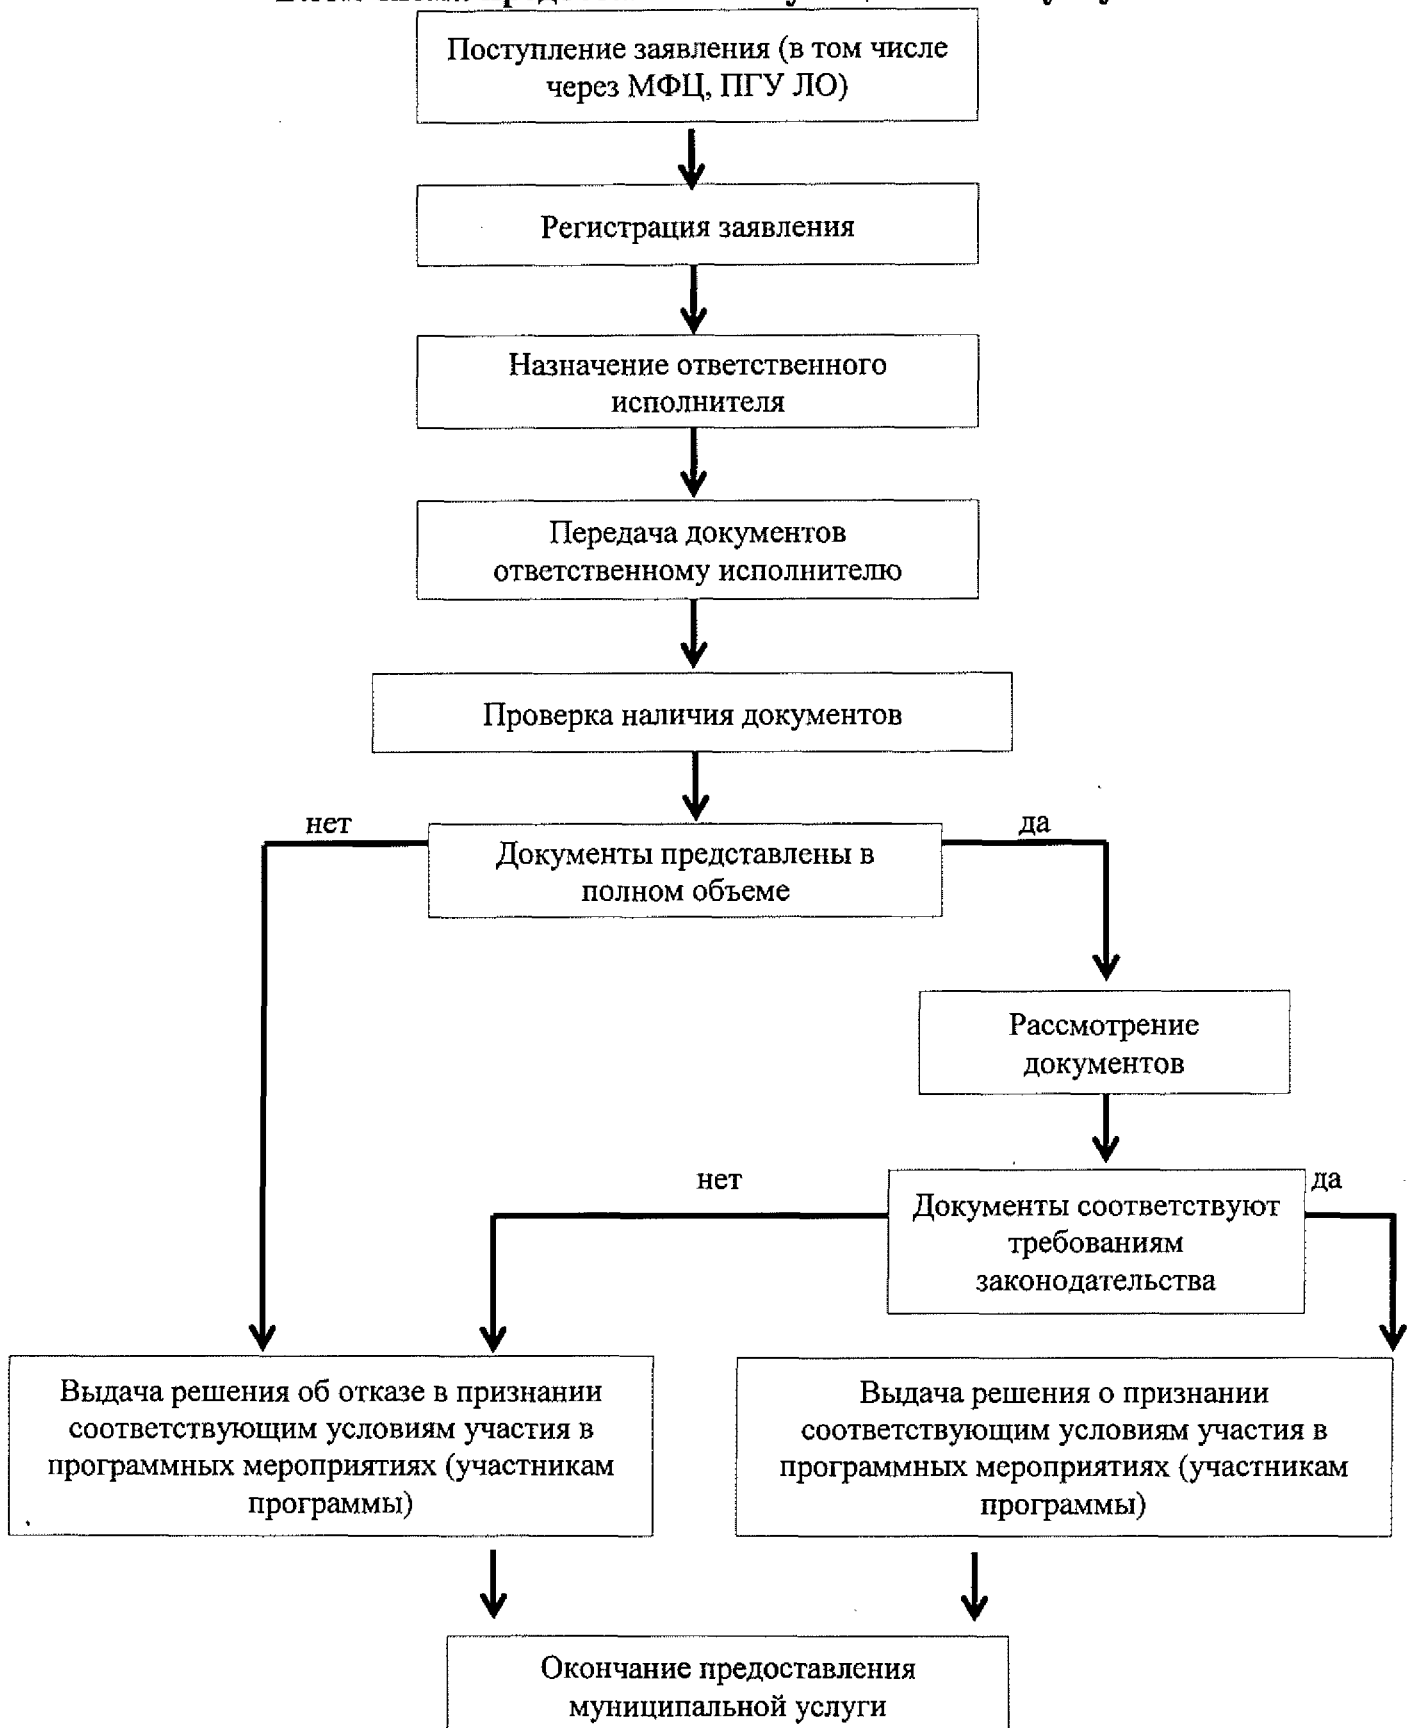 Поступление заявления (в том числе
через МФЦ, ПГУ ЛО)
Регистрация заявления
Назначение ответственного
исполнителя
Передача документов
ответственному исполнителю
Проверка наличия документов
нет
да
Документы представлены в
полном объеме
Рассмотрение
документов
нет
да
Документы соответствуют
требованиям
законодательства
Выдача решения об отказе в признании
соответствующим условиям участия в
программных мероприятиях (участникам
программы)
Выдача решения о признании
соответствующим условиям участия в
программных мероприятиях (участникам
программы)
Окончание предоставления
муниципальной услуги